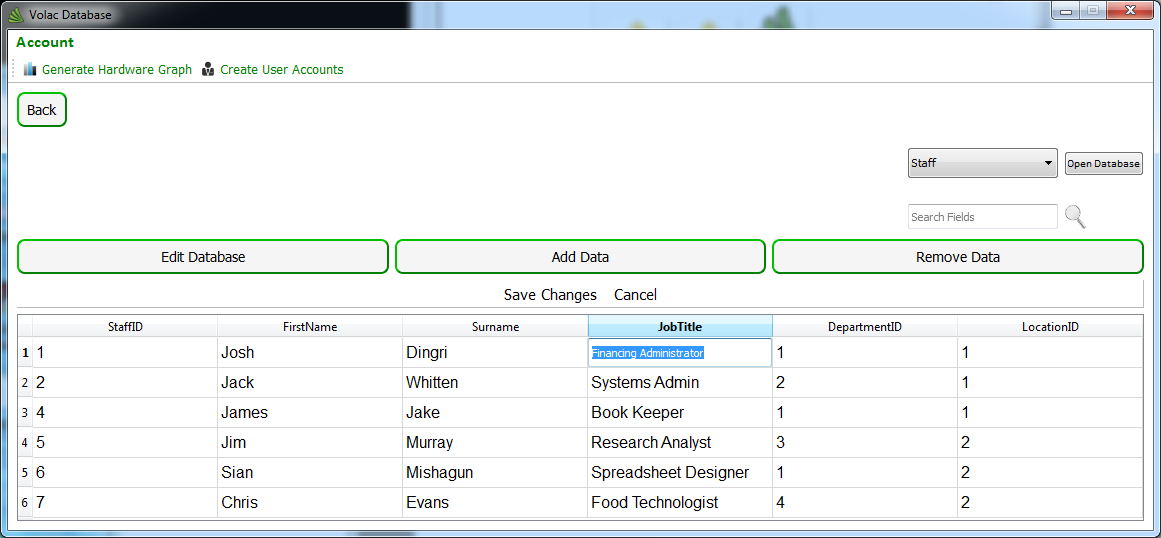 Volac Database
Account
Generate Hardware Graph Create User Accounts
Back
Staff Open Database
Search Fields
Edit Database Add Data Remove Data
Save Changes Cancel
StaffID FirstName Surname JobTitle DepartmentID LocationID
1 1 Josh Dingri Financing Administrator 1 1
2 2 Jack Whitten Systems Admin 2 1
3 4 James Jake Book Keeper 1 1
4 5 Jim Murray Research Analyst 3 2
5 6 Sian Mishagun Spreadsheet Designer 1 2
6 7 Chris Evans Food Technologist 4 2